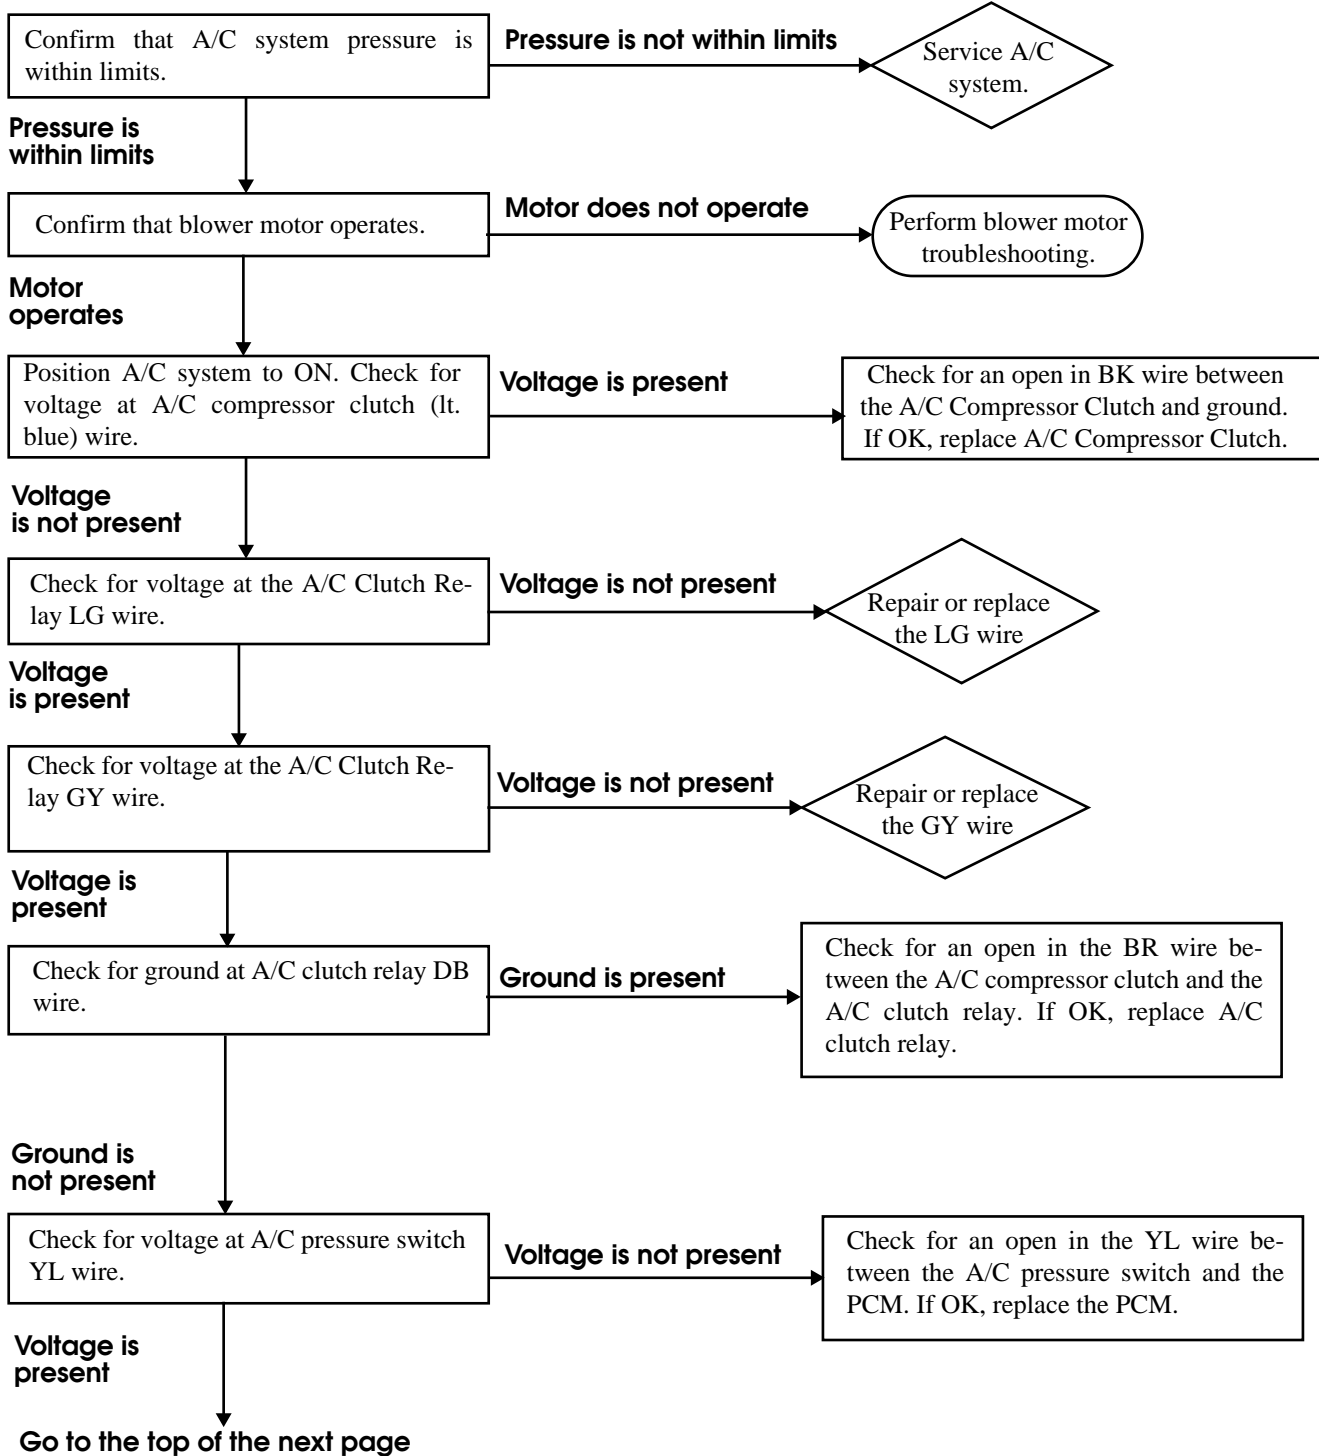 Confirm that A/C system pressure is
within limits.
Pressure is not within limits
Service A/C
system.
Pressure is
within limits
Confirm that blower motor operates.
Motor does not operate
Perform blower motor
troubleshooting.
Motor
operates
Position A/C system to ON. Check for
voltage at A/C compressor clutch (lt.
blue) wire.
Voltage is present
Check for an open in BK wire between
the A/C Compressor Clutch and ground.
If OK, replace A/C Compressor Clutch.
Voltage
is not present
Check for voltage at the A/C Clutch Re-
lay LG wire.
Voltage is not present
Repair or replace
the LG wire
Voltage
is present
Check for voltage at the A/C Clutch Re-
lay GY wire.
Voltage is not present
Repair or replace
the GY wire
Voltage is
present
Check for ground at A/C clutch relay DB
wire.
Ground is present
Check for an open in the BR wire be-
tween the A/C compressor clutch and the
A/C clutch relay. If OK, replace A/C
clutch relay.
Ground is
not present
Check for voltage at A/C pressure switch
YL wire.
Voltage is not present
Check for an open in the YL wire be-
tween the A/C pressure switch and the
PCM. If OK, replace the PCM.
Voltage is
present
Go to the top of the next page